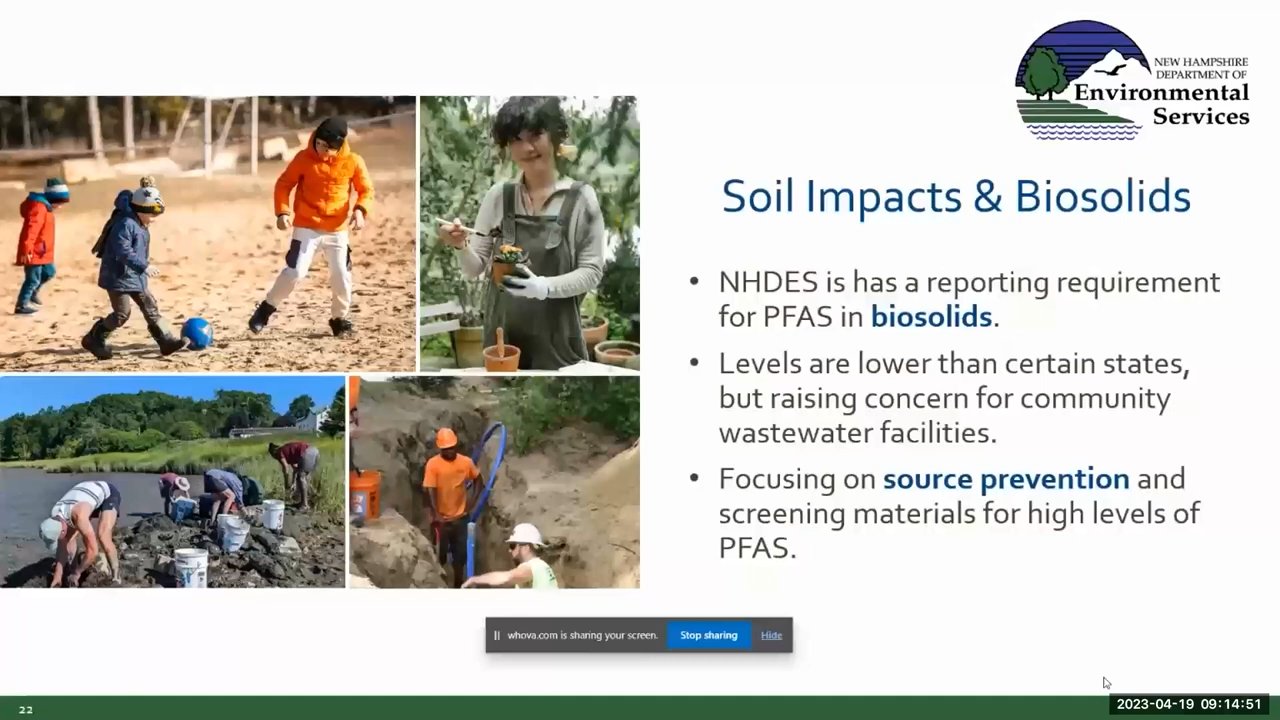 NEW HAMPSHIRE
DEPARTMENT OF
Environmental
Services
Soil Impacts & Biosolids
• NHDES is has a reporting requirement
for PFAS in biosolids.
• Levels are lower than certain states,
but raising concern for community
wastewater facilities.
• Focusing on source prevention and
screening materials for high levels of
PFAS.
whova.com is sharing your screen. Stop sharing Hide
22
2023-04-19 09:14:51